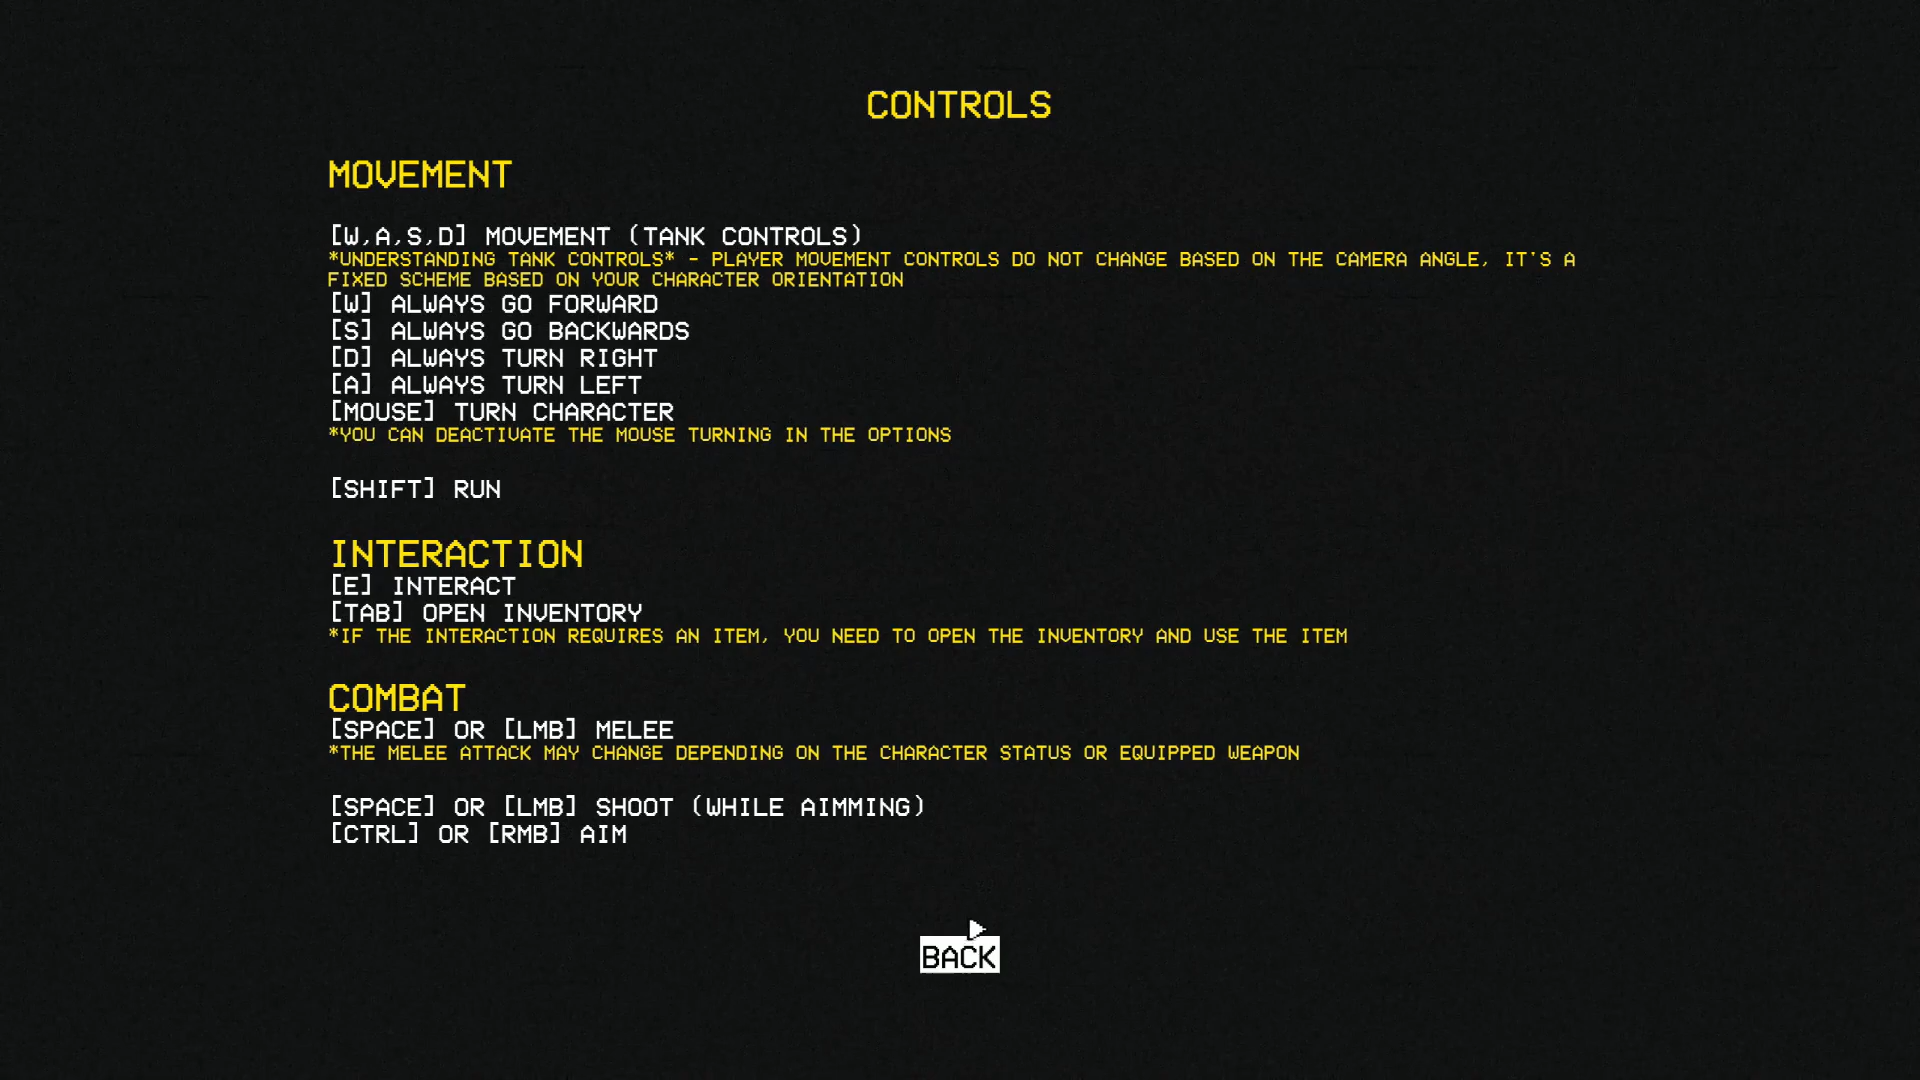 CONTROLS
MOVEMENT
[W,A,S,D] MOVEMENT (TANK CONTROLS)
*UNDERSTANDING TANK CONTROLS* - PLAYER MOVEMENT CONTROLS DO NOT CHANGE BASED ON THE CAMERA ANGLE, IT'S A
FIXED SCHEME BASED ON YOUR CHARACTER ORIENTATION
[W] ALWAYS GO FORWARD
[S] ALWAYS GO BACKWARDS
[D] ALWAYS TURN RIGHT
[A] ALWAYS TURN LEFT
[MOUSE] TURN CHARACTER
*YOU CAN DEACTIVATE THE MOUSE TURNING IN THE OPTIONS
[SHIFT] RUN
INTERACTION
[E] INTERACT
[TAB] OPEN INVENTORY
*IF THE INTERACTION REQUIRES AN ITEM, YOU NEED TO OPEN THE INVENTORY AND USE THE ITEM
COMBAT
[SPACE] OR [LMB] MELEE
*THE MELEE ATTACK MAY CHANGE DEPENDING ON THE CHARACTER STATUS OR EQUIPPED WEAPON
[SPACE] OR [LMB] SHOOT (WHILE AIMMING)
[CTRL] OR [RMB] AIM
BACK